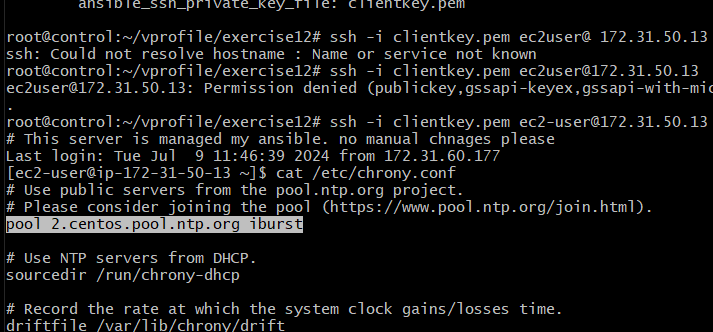 ansible_ssh_private_key_file: clientkey.pem
root@control:~/vprofile/exercise12# ssh -i clientkey.pem ec2user@ 172.31.50.13
ssh: Could not resolve hostname : Name or service not known
root@control:~/vprofile/exercise12# ssh -i clientkey.pem ec2user@172.31.50.13
ec2user@172.31.50.13: Permission denied (publickey,gssapi-keyex,gssapi-with-mic
.
root@control:~/vprofile/exercise12# ssh -i clientkey.pem ec2-user@172.31.50.13
# This server is managed my ansible. no manual chnages please
Last login: Tue Jul  9 11:46:39 2024 from 172.31.60.177
[ec2-user@ip-172-31-50-13 ~]$ cat /etc/chrony.conf
# Use public servers from the pool.ntp.org project.
# Please consider joining the pool (https://www.pool.ntp.org/join.html).
pool 2.centos.pool.ntp.org iburst
# Use NTP servers from DHCP.
sourcedir /run/chrony-dhcp
# Record the rate at which the system clock gains/losses time.
driftfile /var/lib/chrony/drift